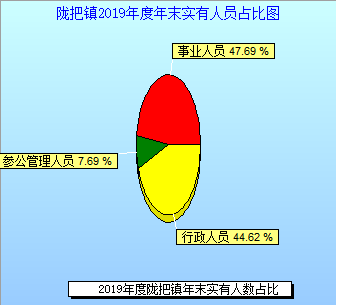 陇把镇2019年度年末实有人员占比图
事业人员 47.69 %
参公管理人员 7.69 %
行政人员 44.62 %
2019年度陇把镇年末实有人数占比